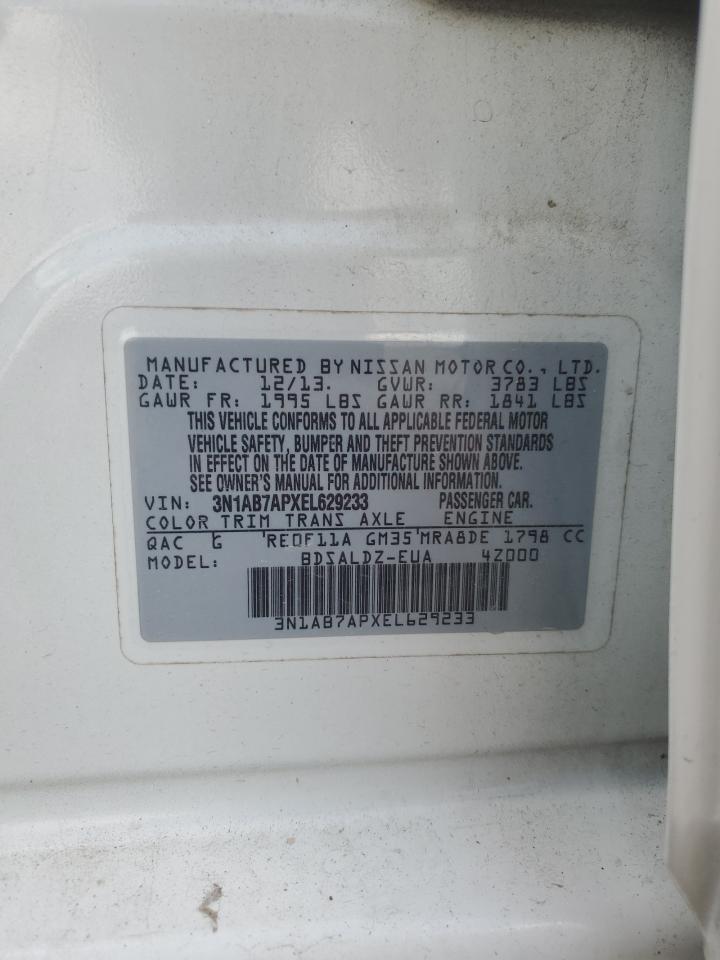 MANUFACTURED BY NISSAN MOTOR CO., LTD.
DATE: 12/13. GVWR: 3783 LBS
GAWR FR: 1995 LBS GAWR RR: 1841 LBS
THIS VEHICLE CONFORMS TO ALL APPLICABLE FEDERAL MOTOR
VEHICLE SAFETY, BUMPER AND THEFT PREVENTION STANDARDS
IN EFFECT ON THE DATE OF MANUFACTURE SHOWN ABOVE.
SEE OWNER'S MANUAL FOR ADDITIONAL INFORMATION.
VIN: 3N1AB7APXEL629233 PASSENGER CAR.
COLOR TRIM TRANS AXLE ENGINE
QAC G 'RE0F11A GM35'MRA8DE 1798 CC
MODEL: BDSALDZ-EUA 4Z000
3N1AB7APXEL629233